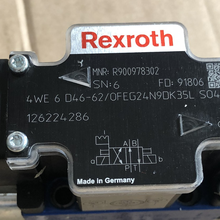 Rexroth
MNR: R900978302
SN: 6 FD: 91806
4WE 6 D46-62/OFEG24N9DK35L SO4
126224286
a
A B
P T
Made in Germany